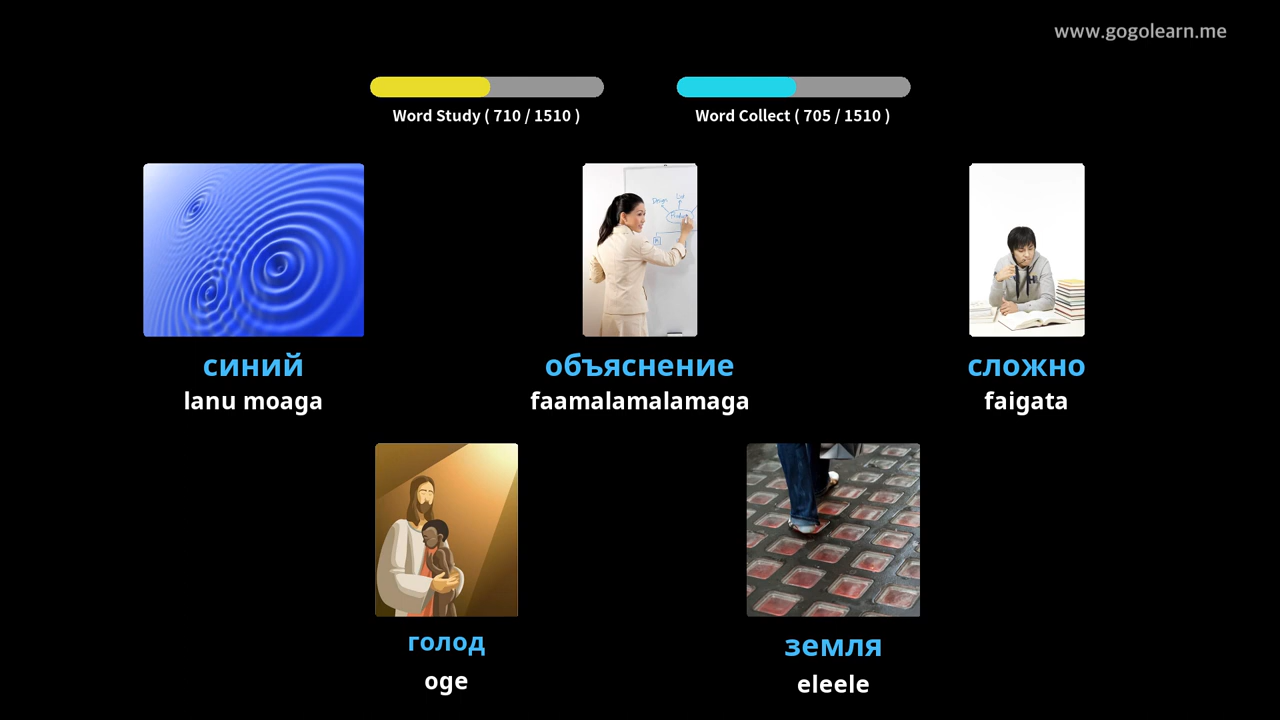 www.gogolearn.me
Word Study ( 710 / 1510 )
Word Collect ( 705 / 1510 )
синий
lanu moaga
объяснение
faamalamalamaga
сложно
faigata
голод
oge
земля
eleele